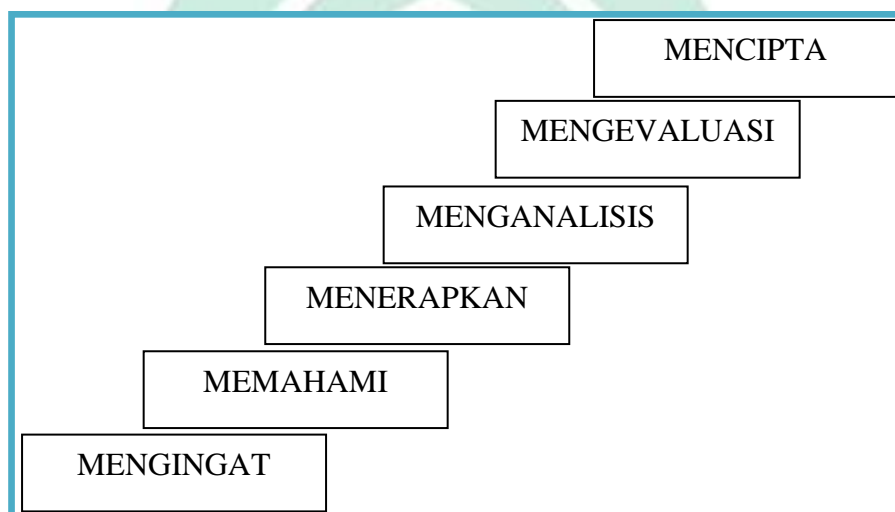 MENCIPTA
MENGEVALUASI
MENGANALISIS
MENERAPKAN
MEMAHAMI
MENGINGAT